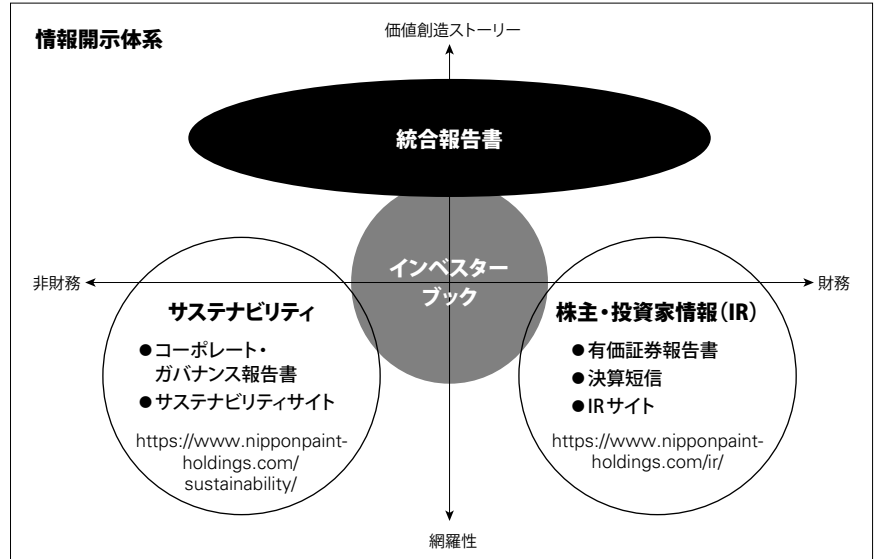 情報開示体系
価値創造ストーリー
統合報告書
インベスター
ブック
非財務
財務
サステナビリティ
●コーポレート・
ガバナンス報告書
●サステナビリティサイト
https://www.nipponpaint-
holdings.com/
sustainability/
株主・投資家情報（IR）
●有価証券報告書
●決算短信
●IRサイト
https://www.nipponpaint-
holdings.com/ir/
網羅性